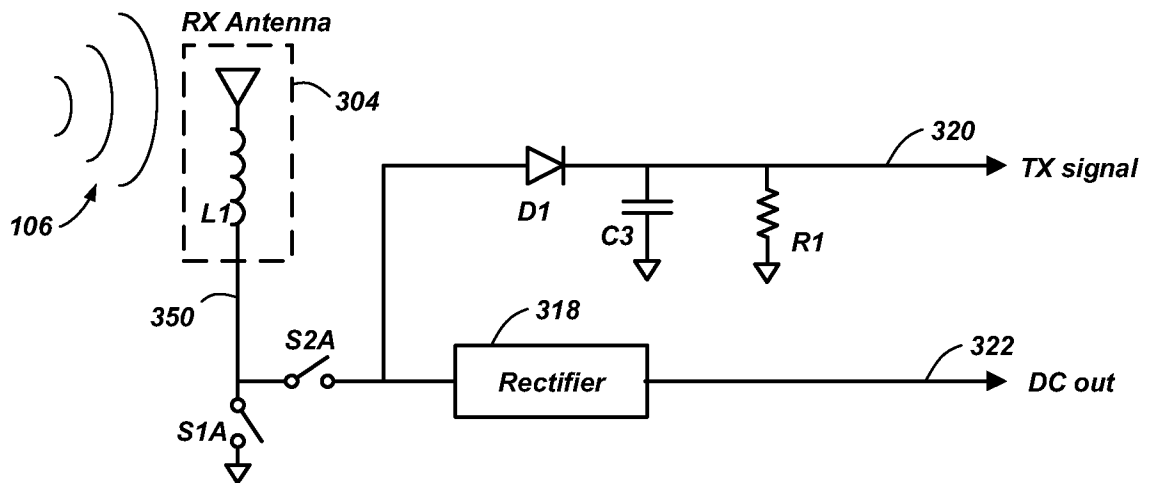 RX Antenna
304
320
TX signal
L1
D1
C3
R1
106
350
318
S2A
322
Rectifier
DC out
S1A